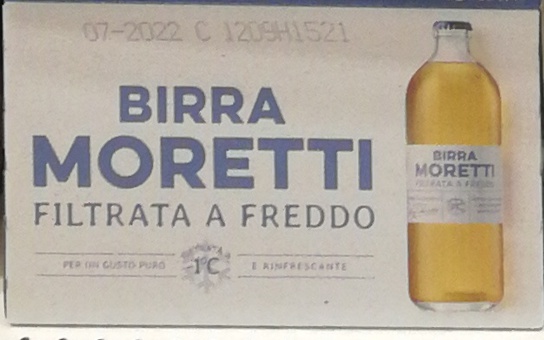 07-2022 C 1209H1521
BIRRA
MORETTI
FILTRATA A FREDDO
PER UN GUSTO PURO -1°C E RINFRESCANTE
BIRRA
MORETTI
FILTRATA A FREDDO